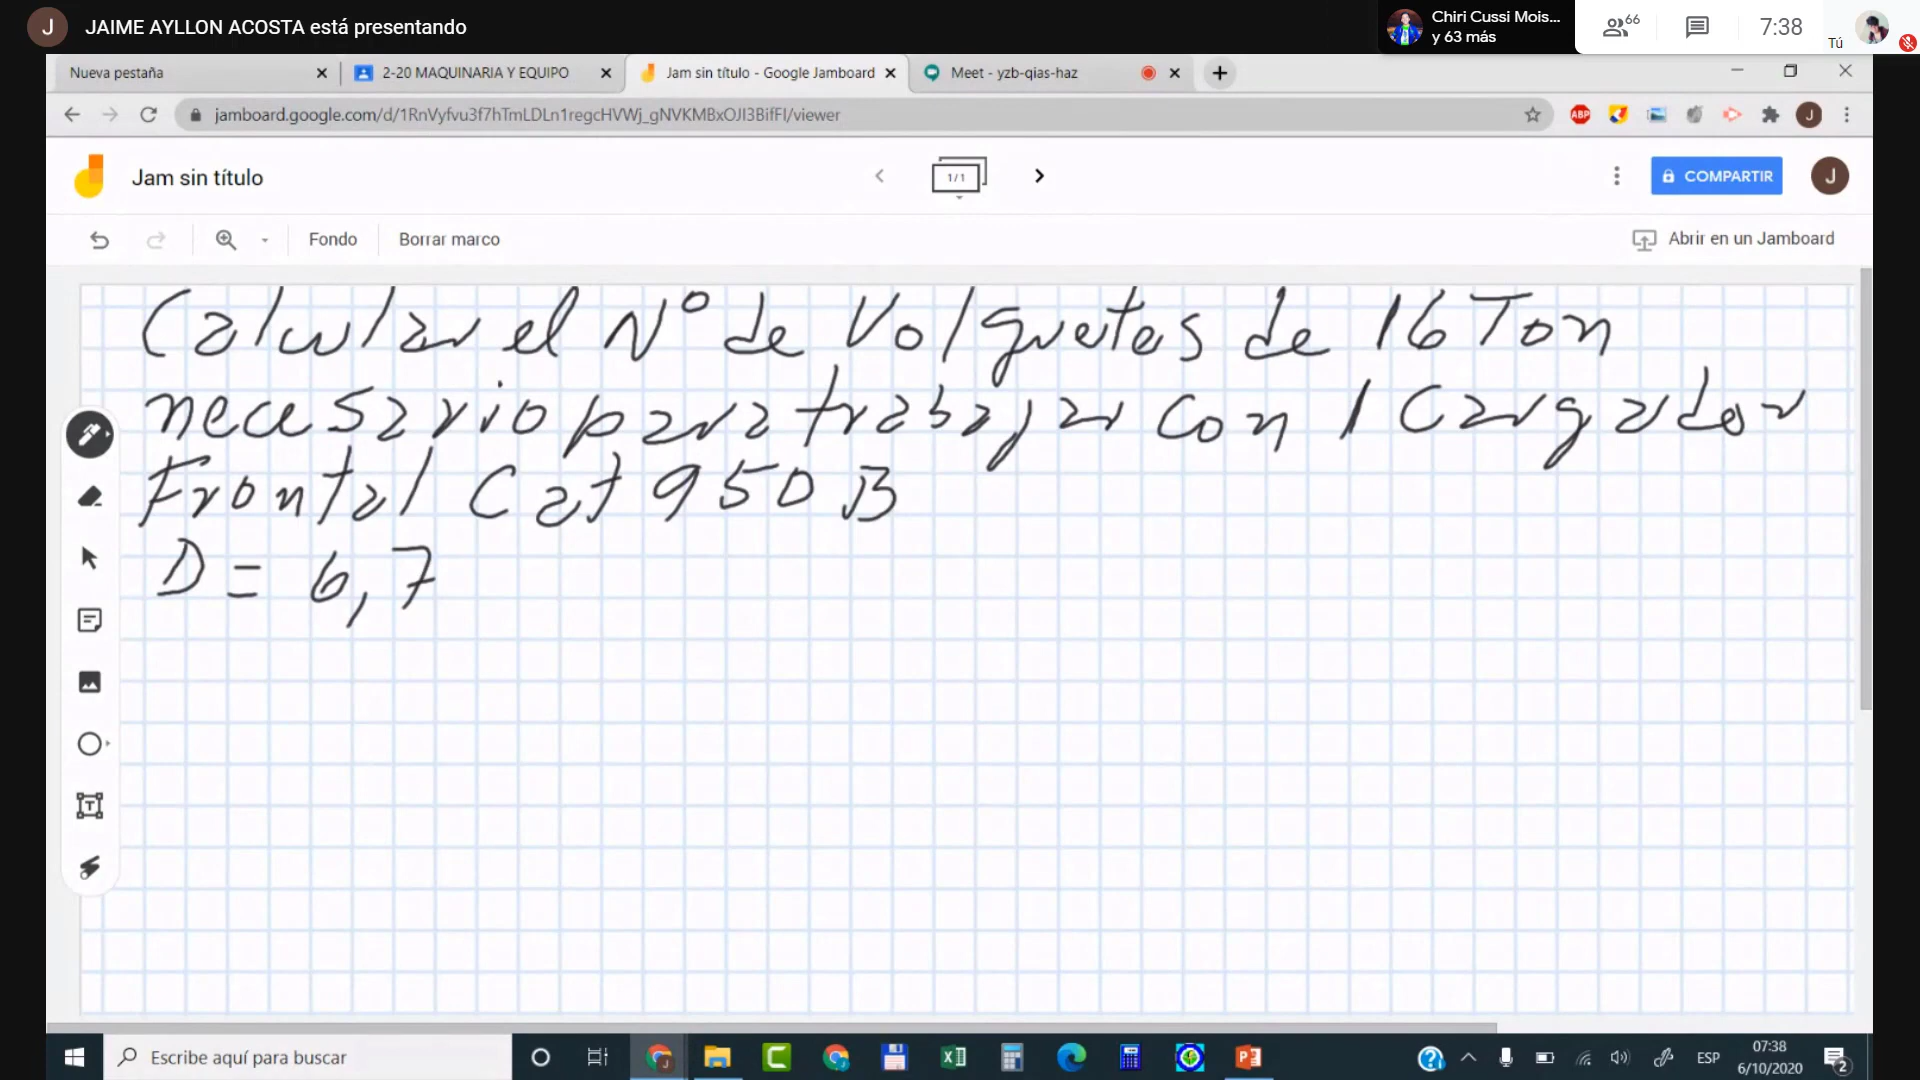 J JAIME AYLLON ACOSTA está presentando
Chiri Cussi Mois...
y 63 más
66
7:38
Tú
Nueva pestaña
2-20 MAQUINARIA Y EQUIPO
Jam sin título - Google Jamboard
Meet - yzb-qias-haz
jamboard.google.com/d/1RnVyfvu3f7hTmLDLn1regcHVWj_gNVKMBxOJI3BifFI/viewer
ABP
J
Jam sin título
1/1
COMPARTIR
J
Fondo
Borrar marco
Abrir en un Jamboard
Calcular el N° de Volquetes de 16 Ton
necesario para trabajar con 1 Cargador
Frontal Cat 950 B
D = 6,7
Escribe aquí para buscar
ESP
07:38
6/10/2020
2